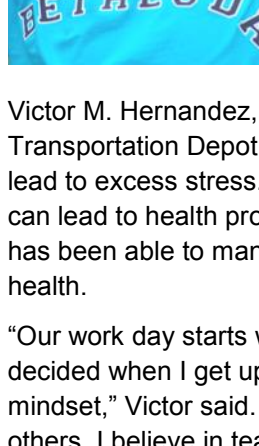 BETHESDA
Victor M. Hernandez,
Transportation Depot
lead to excess stress.
can lead to health pro
has been able to man
health.
“Our work day starts w
decided when I get up
mindset,” Victor said.
others. I believe in tea